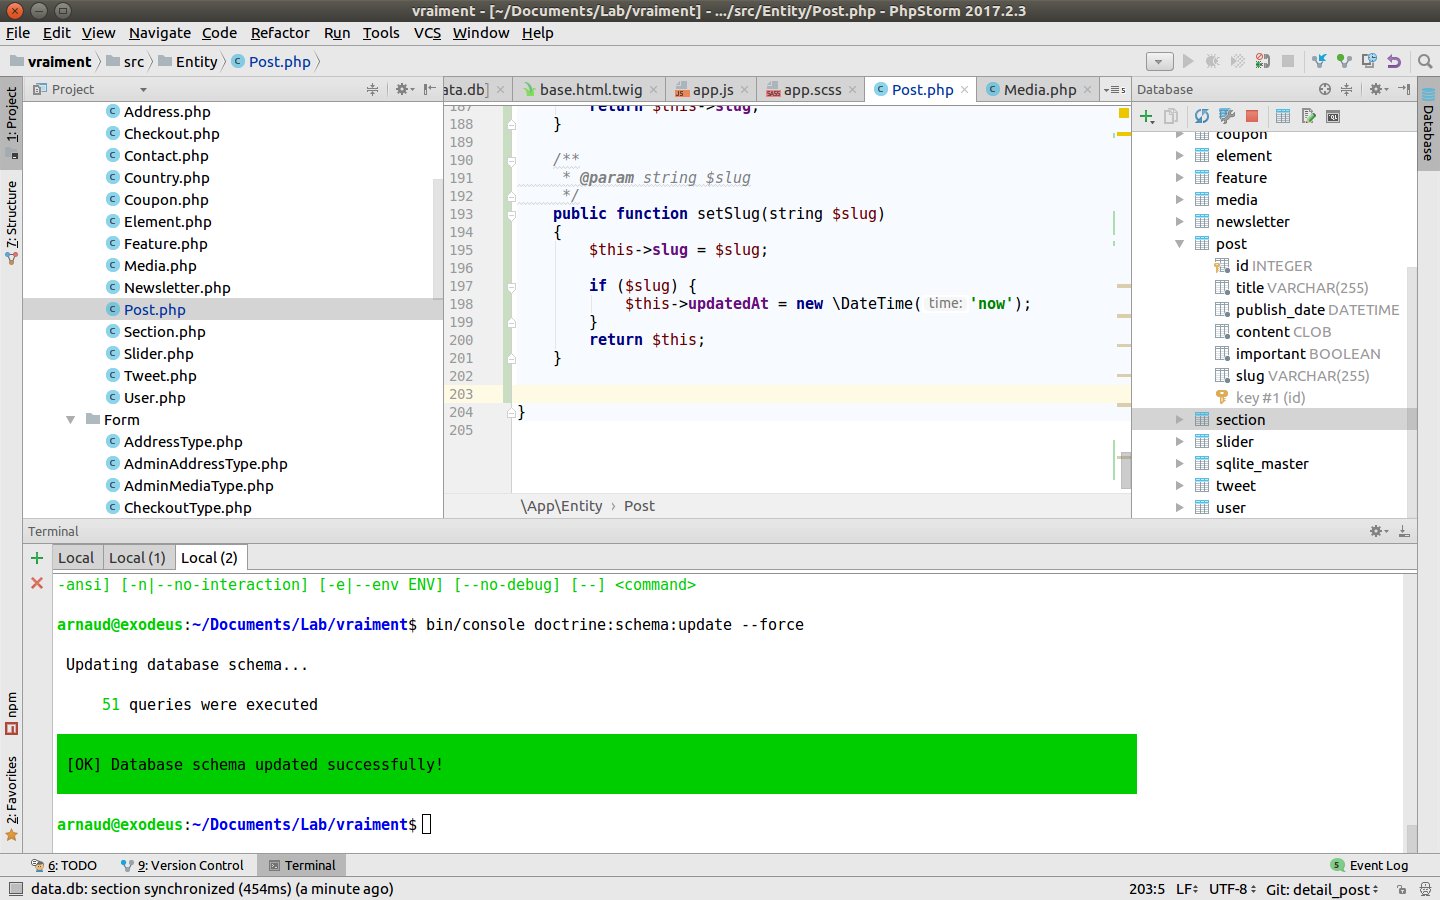 vraiment - [~/Documents/Lab/vraiment] - .../src/Entity/Post.php - PhpStorm 2017.2.3
File Edit View Navigate Code Refactor Run Tools VCS Window Help
vraiment src Entity Post.php
Project
ata.db] base.html.twig app.js app.scss Post.php Media.php 5
Database
1: Project
7: Structure
npm
2: Favorites
Database
Address.php
Checkout.php
Contact.php
Country.php
Coupon.php
Element.php
Feature.php
Media.php
Newsletter.php
Post.php
Section.php
Slider.php
Tweet.php
User.php
Form
AddressType.php
AdminAddressType.php
AdminMediaType.php
CheckoutType.php
187 return $this->slug;
188 }
189
190 /**
191 * @param string $slug
192 */
193 public function setSlug(string $slug)
194 {
195 $this->slug = $slug;
196
197 if ($slug) {
198 $this->updatedAt = new \DateTime( time: 'now');
199 }
200 return $this;
201 }
202
203
204 }
205
\App\Entity › Post
coupon
element
feature
media
newsletter
post
id INTEGER
title VARCHAR(255)
publish_date DATETIME
content CLOB
important BOOLEAN
slug VARCHAR(255)
key #1 (id)
section
slider
sqlite_master
tweet
user
Terminal
Local Local (1) Local (2)
-ansi] [-n|--no-interaction] [-e|--env ENV] [--no-debug] [--] <command>
arnaud@exodeus:~/Documents/Lab/vraiment$ bin/console doctrine:schema:update --force
Updating database schema...
51 queries were executed
[OK] Database schema updated successfully!
arnaud@exodeus:~/Documents/Lab/vraiment$
6: TODO 9: Version Control Terminal Event Log
data.db: section synchronized (454ms) (a minute ago) 203:5 LF UTF-8 Git: detail_post